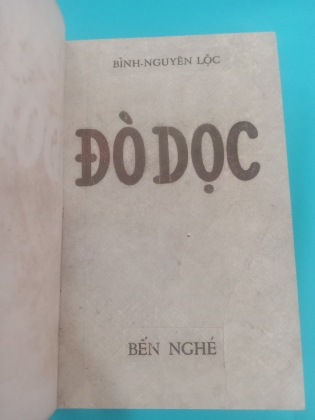 BÌNH-NGUYÊN LỘC
ĐÒ DỌC
BẾN NGHÉ